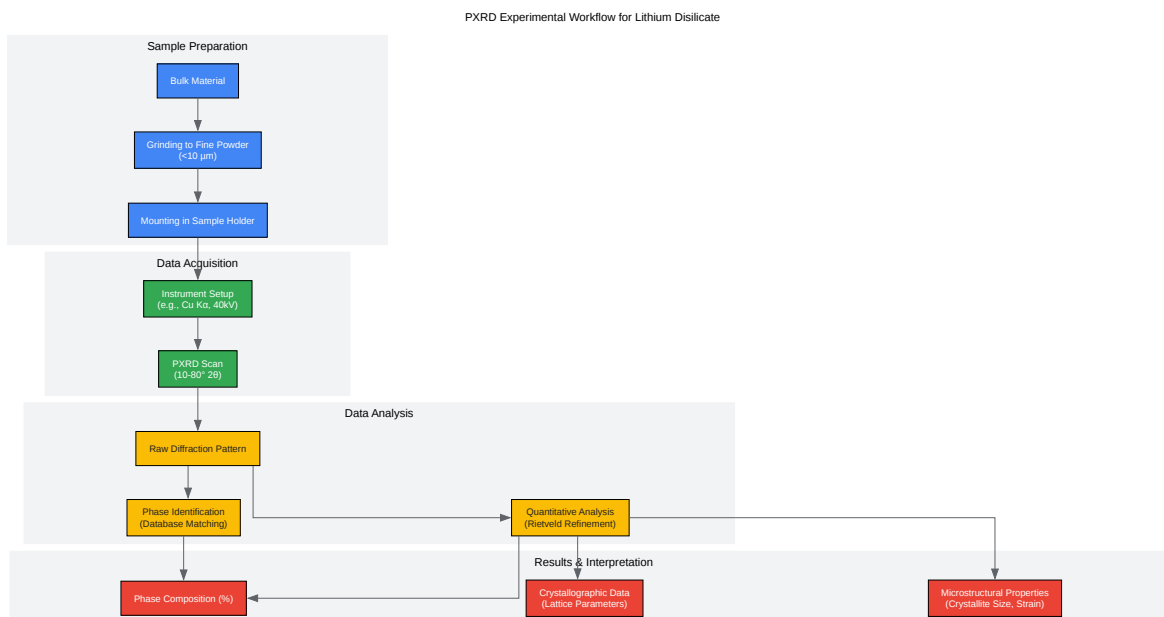 PXRD Experimental Workflow for Lithium Disilicate
Sample Preparation
Bulk Material
Grinding to Fine Powder
(<10 µm)
Mounting in Sample Holder
Data Acquisition
Instrument Setup
(e.g., Cu Kα, 40kV)
PXRD Scan
(10-80° 2θ)
Data Analysis
Raw Diffraction Pattern
Phase Identification
(Database Matching)
Quantitative Analysis
(Rietveld Refinement)
Results & Interpretation
Phase Composition (%)
Crystallographic Data
(Lattice Parameters)
Microstructural Properties
(Crystallite Size, Strain)